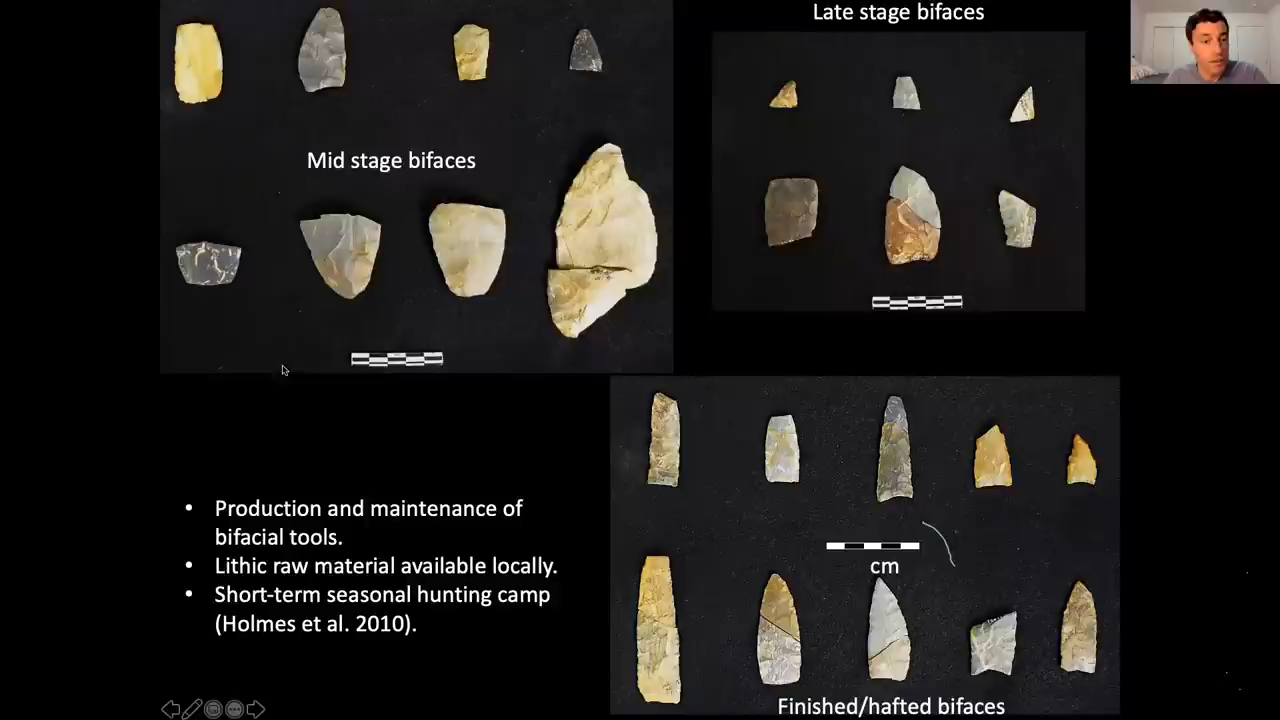 Late stage bifaces
Mid stage bifaces
• Production and maintenance of
bifacial tools.
• Lithic raw material available locally.
• Short-term seasonal hunting camp
(Holmes et al. 2010).
cm
Finished/hafted bifaces